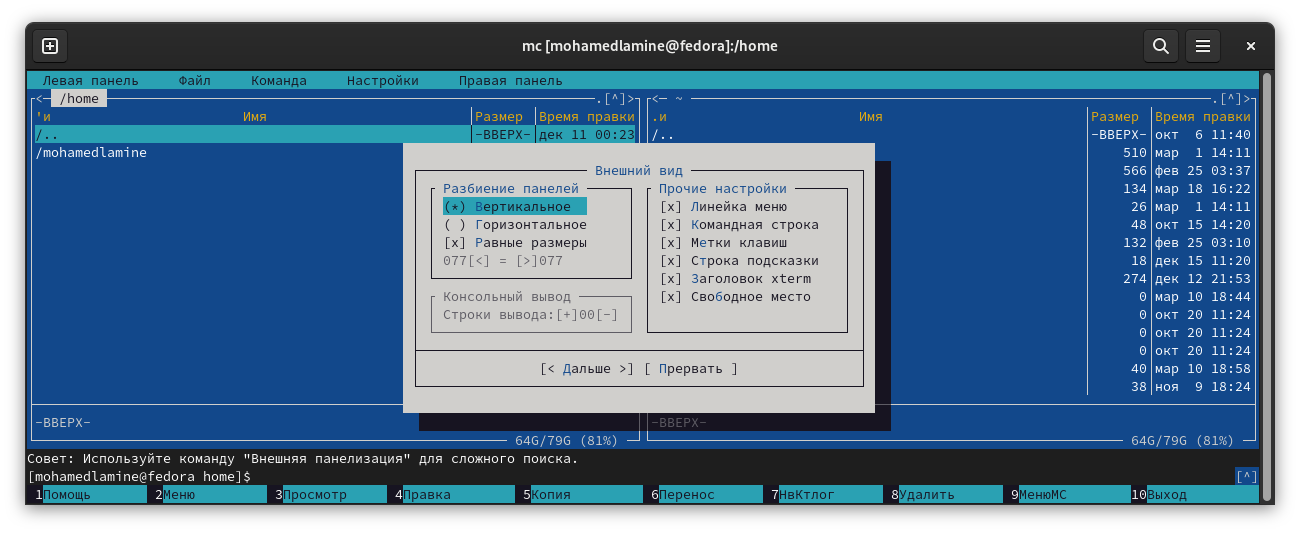 mc [mohamedlamine@fedora]:/home
Левая панель Файл Команда Настройки Правая панель
<─ /home .[^]> <─ ~ .[^]>
'и Имя Размер Время правки .и Имя Размер Время правки
/.. -ВВЕРХ- дек 11 00:23 /.. -ВВЕРХ- окт 6 11:40
/mohamedlamine 510 мар 1 14:11
Внешний вид 566 фев 25 03:37
Разбиение панелей Прочие настройки 134 мар 18 16:22
(*) Вертикальное [x] Линейка меню 26 мар 1 14:11
( ) Горизонтальное [x] Командная строка 48 окт 15 14:20
[x] Равные размеры [x] Метки клавиш 132 фев 25 03:10
077[<] = [>]077 [x] Строка подсказки 18 дек 15 11:20
[x] Заголовок xterm 274 дек 12 21:53
Консольный вывод [x] Свободное место 0 мар 10 18:44
Строки вывода:[+]00[-] 0 окт 20 11:24
0 окт 20 11:24
0 окт 20 11:24
[< Дальше >] [ Прервать ] 40 мар 10 18:58
38 ноя 9 18:24
-ВВЕРХ- -ВВЕРХ-
64G/79G (81%) 64G/79G (81%)
Совет: Используйте команду "Внешняя панелизация" для сложного поиска.
[mohamedlamine@fedora home]$ [^]
1Помощь 2Меню 3Просмотр 4Правка 5Копия 6Перенос 7НвКтлог 8Удалить 9МенюМС 10Выход